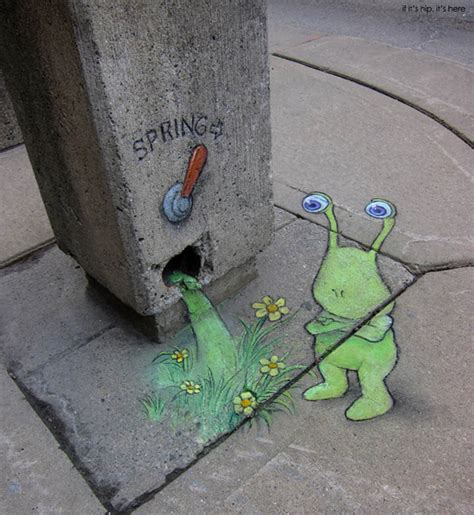 if it's hip, it's here
SPRING→